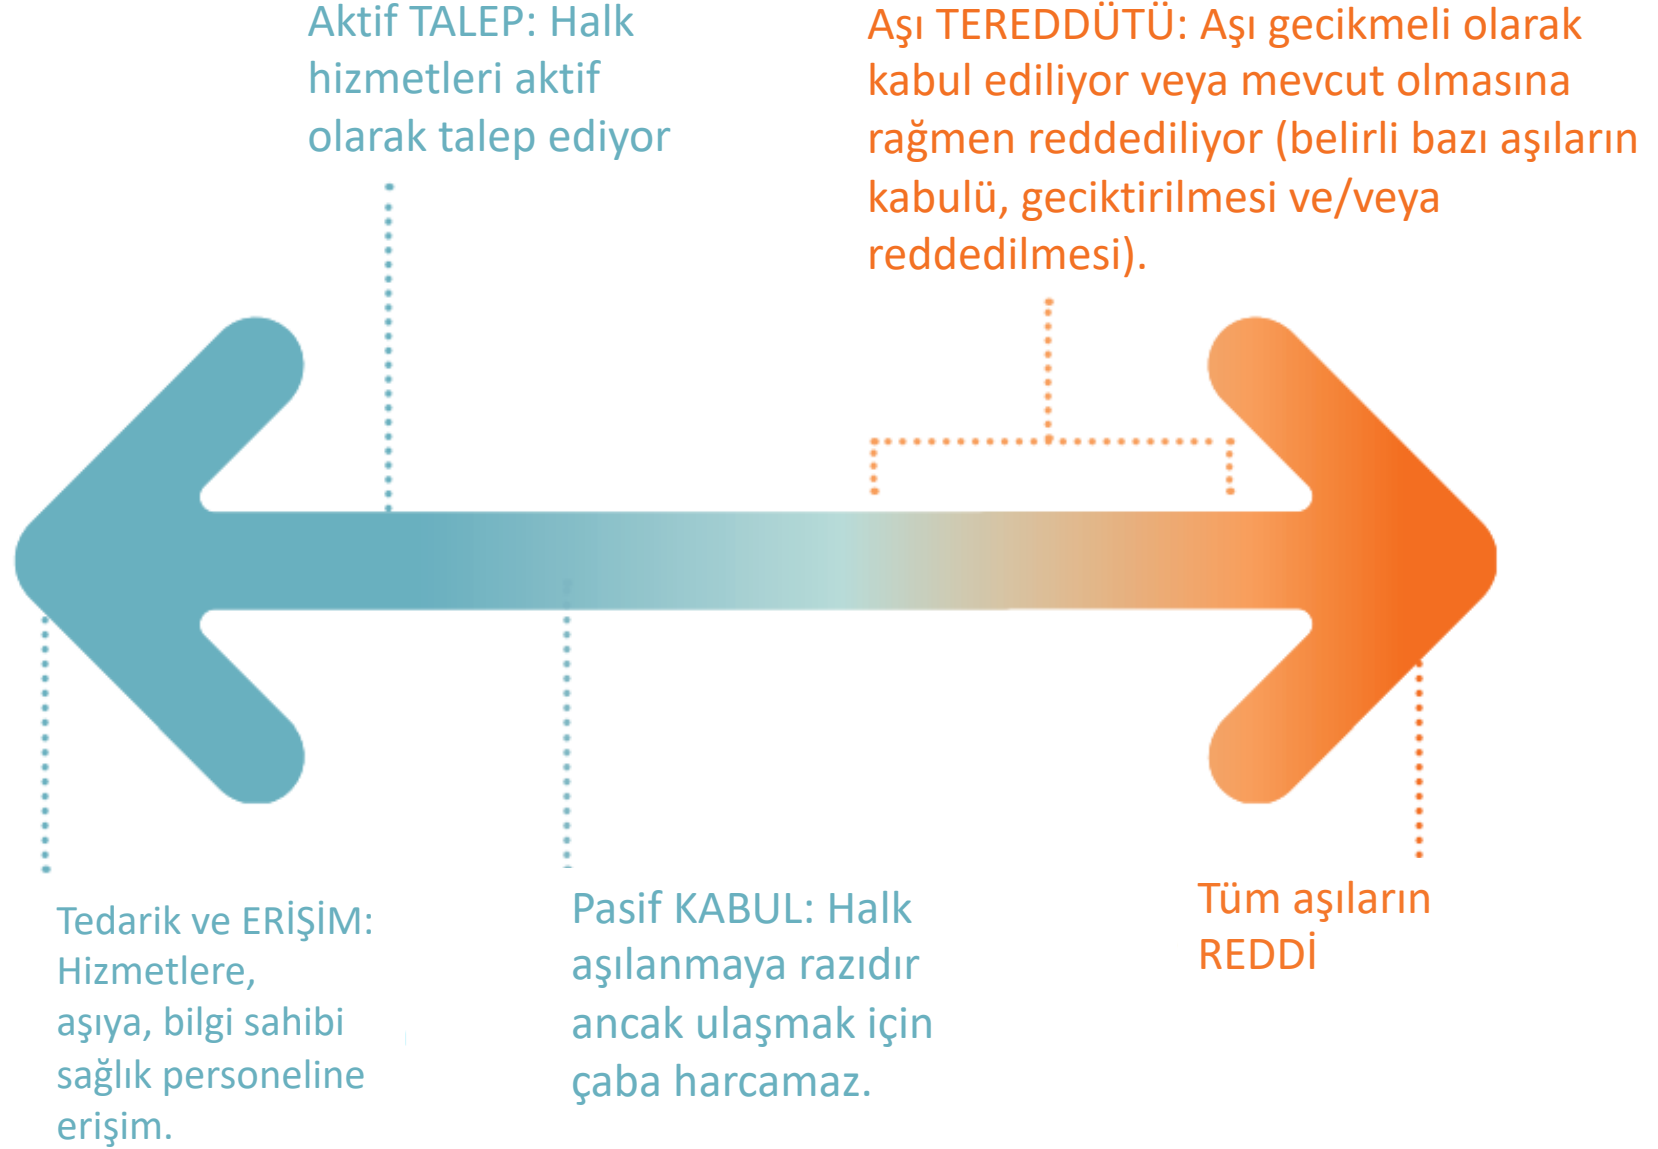 Aktif TALEP: Halk
hizmetleri aktif
olarak talep ediyor
Aşı TEREDDÜTÜ: Aşı gecikmeli olarak
kabul ediliyor veya mevcut olmasına
rağmen reddediliyor (belirli bazı aşıların
kabulü, geciktirilmesi ve/veya
reddedilmesi).
Tedarik ve ERİŞİM:
Hizmetlere,
aşıya, bilgi sahibi
sağlık personeline
erişim.
Pasif KABUL: Halk
aşılanmaya razıdır
ancak ulaşmak için
çaba harcamaz.
Tüm aşıların
REDDİ